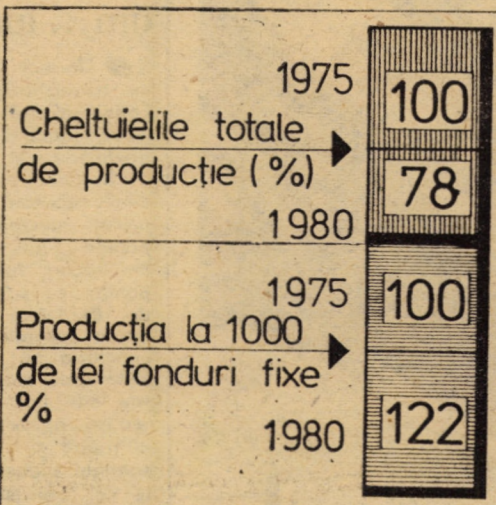 1975
100
Cheltuielile totale
de producție (%)
78
1980
1975
100
Producția la 1000
de lei fonduri fixe
%
1980
122